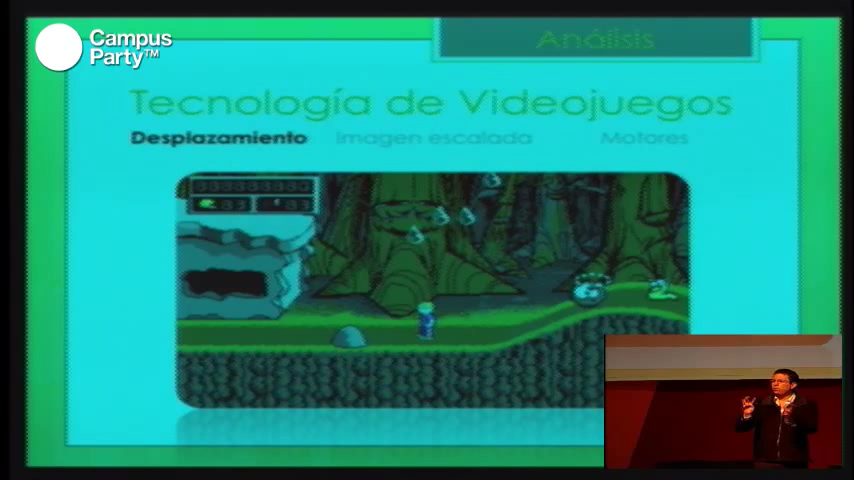 Campus
Party™
Análisis
Tecnología de Videojuegos
Desplazamiento Imagen escalada Motores